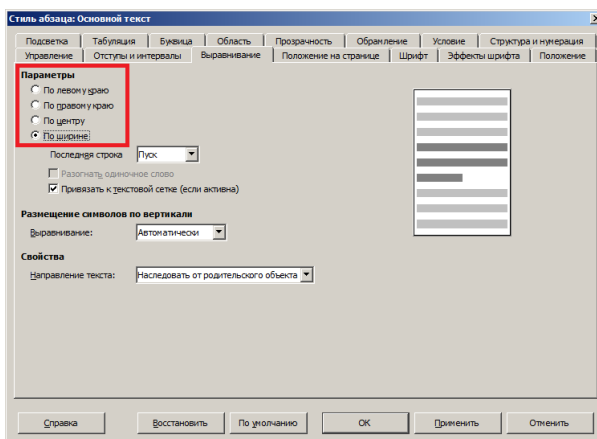 Стиль абзаца: Основной текст
Подсветка Табуляция Буквица Область Прозрачность Обрамление Условие Структура и нумерация
Управление Отступы и интервалы Выравнивание Положение на странице Шрифт Эффекты шрифта Положение
Параметры
По левому краю
По правому краю
По центру
По ширине
Последняя строка Пуск
Разогнать одиночное слово
Привязать к текстовой сетке (если активна)
Размещение символов по вертикали
Выравнивание: Автоматически
Свойства
Направление текста: Наследовать от родительского объекта
Справка Восстановить По умолчанию ОК Применить Отменить